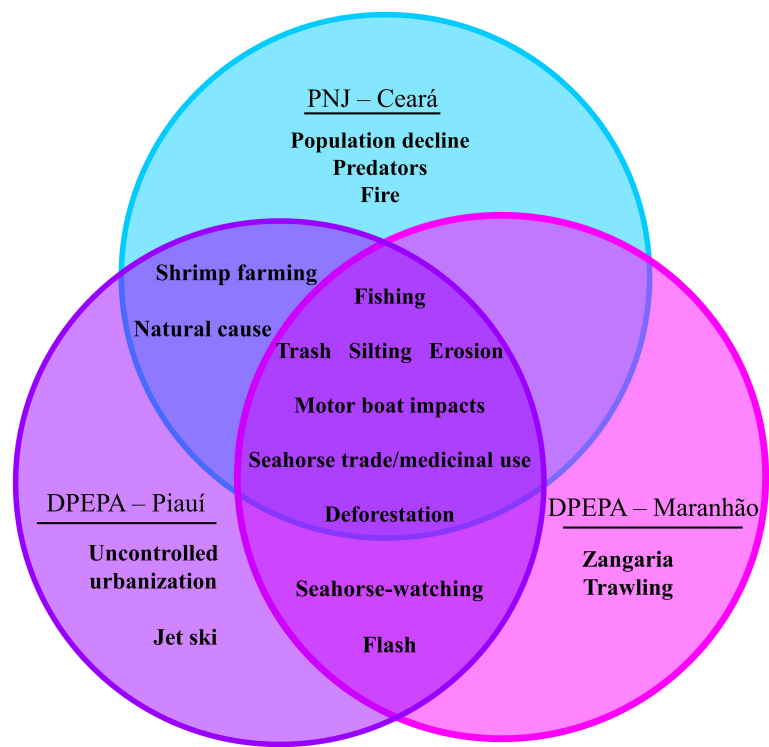 PNJ – Ceará
Population decline
Predators
Fire
Shrimp farming
Natural cause
Fishing
Trash Silting Erosion
Motor boat impacts
Seahorse trade/medicinal use
Deforestation
DPEPA – Piauí
Uncontrolled
urbanization
Jet ski
Seahorse-watching
Flash
DPEPA – Maranhão
Zangaria
Trawling